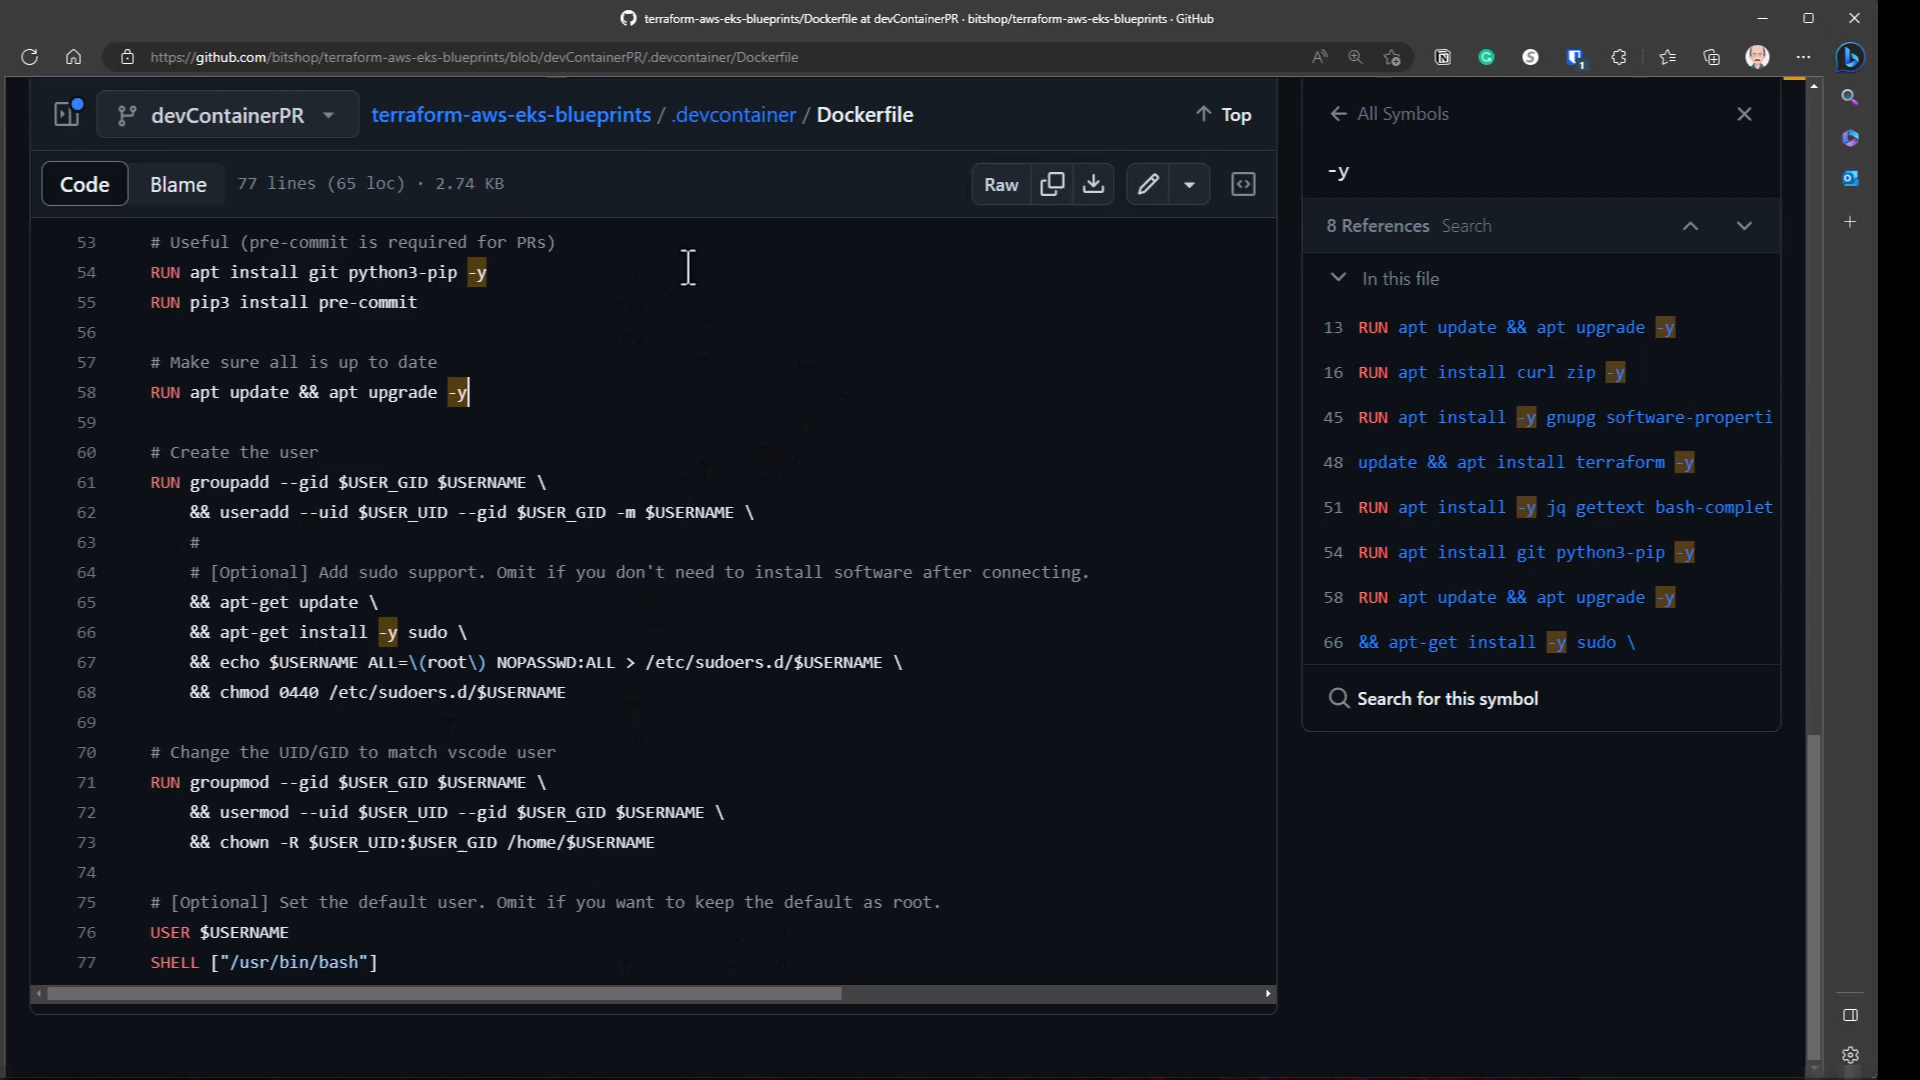 terraform-aws-eks-blueprints/Dockerfile at devContainerPR · bitshop/terraform-aws-eks-blueprints · GitHub
https://github.com/bitshop/terraform-aws-eks-blueprints/blob/devContainerPR/.devcontainer/Dockerfile
devContainerPR
terraform-aws-eks-blueprints / .devcontainer / Dockerfile
Top
Code
Blame
77 lines (65 loc) · 2.74 KB
Raw
53 # Useful (pre-commit is required for PRs)
54 RUN apt install git python3-pip -y
55 RUN pip3 install pre-commit
56
57 # Make sure all is up to date
58 RUN apt update && apt upgrade -y
59
60 # Create the user
61 RUN groupadd --gid $USER_GID $USERNAME \
62 && useradd --uid $USER_UID --gid $USER_GID -m $USERNAME \
63 #
64 # [Optional] Add sudo support. Omit if you don't need to install software after connecting.
65 && apt-get update \
66 && apt-get install -y sudo \
67 && echo $USERNAME ALL=\(root\) NOPASSWD:ALL > /etc/sudoers.d/$USERNAME \
68 && chmod 0440 /etc/sudoers.d/$USERNAME
69
70 # Change the UID/GID to match vscode user
71 RUN groupmod --gid $USER_GID $USERNAME \
72 && usermod --uid $USER_UID --gid $USER_GID $USERNAME \
73 && chown -R $USER_UID:$USER_GID /home/$USERNAME
74
75 # [Optional] Set the default user. Omit if you want to keep the default as root.
76 USER $USERNAME
77 SHELL ["/usr/bin/bash"]
All Symbols
-y
8 References Search
In this file
13 RUN apt update && apt upgrade -y
16 RUN apt install curl zip -y
45 RUN apt install -y gnupg software-properti
48 update && apt install terraform -y
51 RUN apt install -y jq gettext bash-complet
54 RUN apt install git python3-pip -y
58 RUN apt update && apt upgrade -y
66 && apt-get install -y sudo \
Search for this symbol